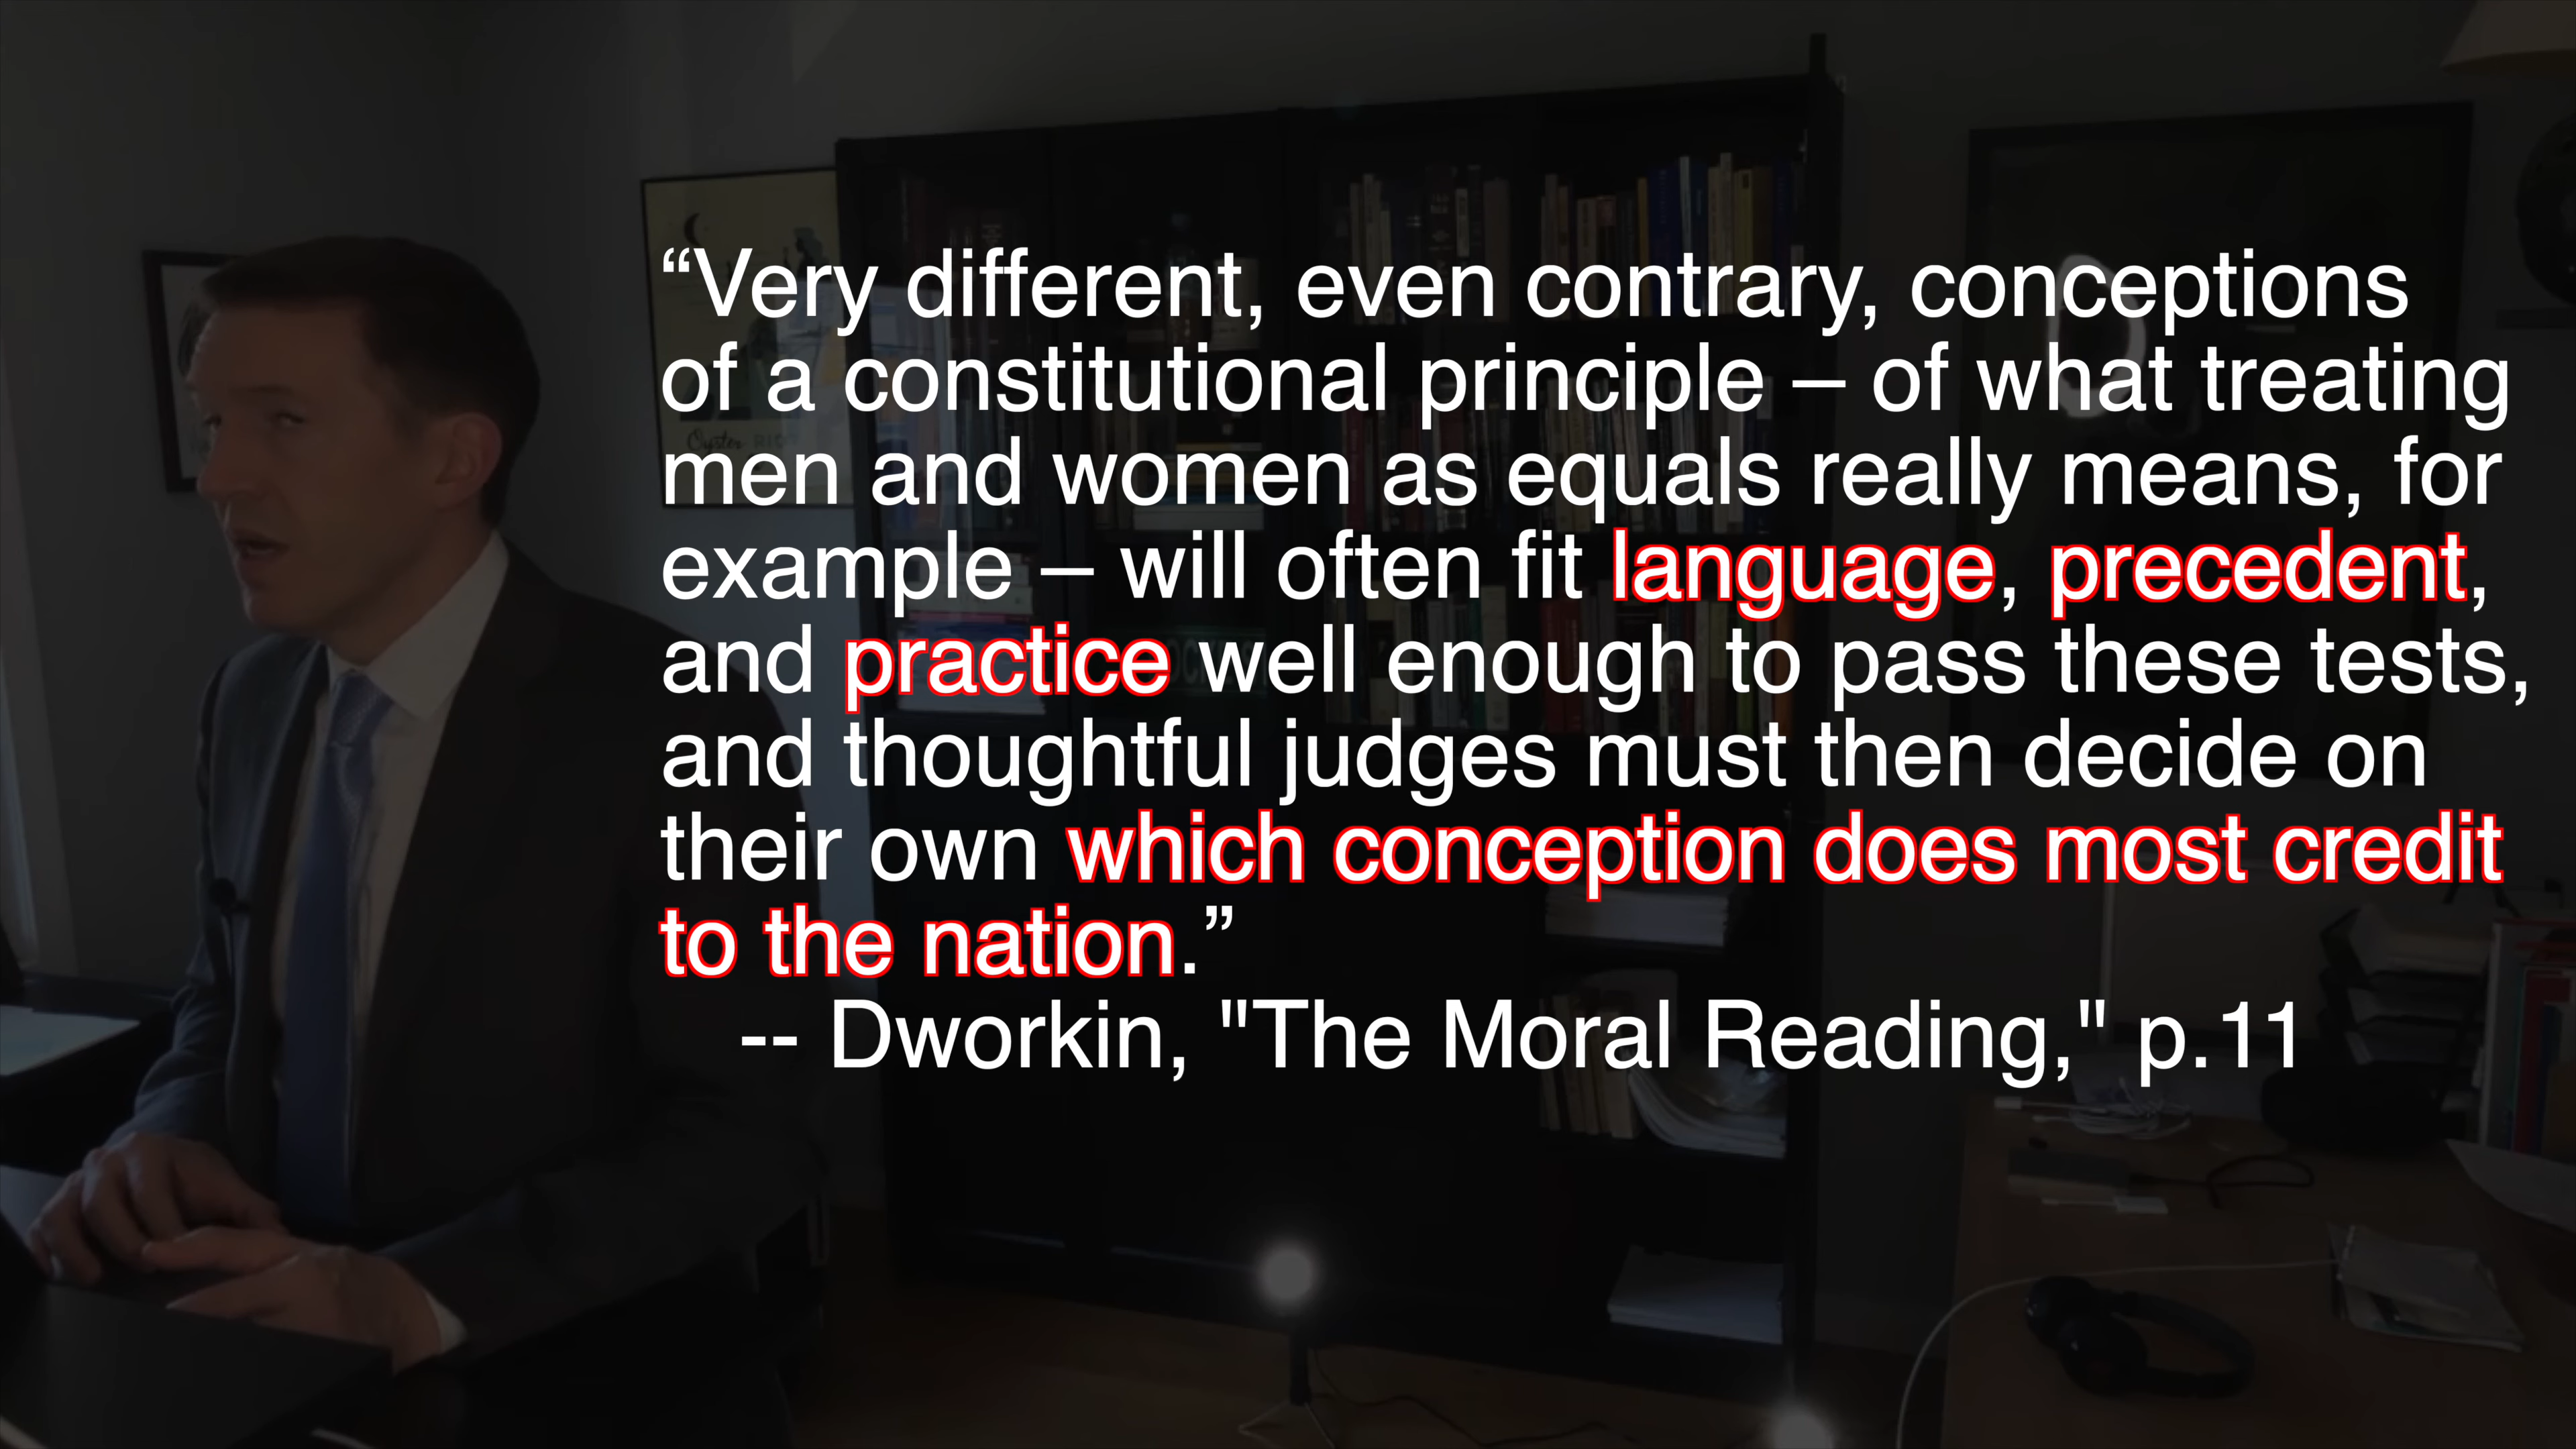 “Very different, even contrary, conceptions
of a constitutional principle – of what treating
men and women as equals really means, for
example – will often fit language, precedent,
and practice well enough to pass these tests,
and thoughtful judges must then decide on
their own which conception does most credit
to the nation.”
-- Dworkin, "The Moral Reading," p.11
Oyster